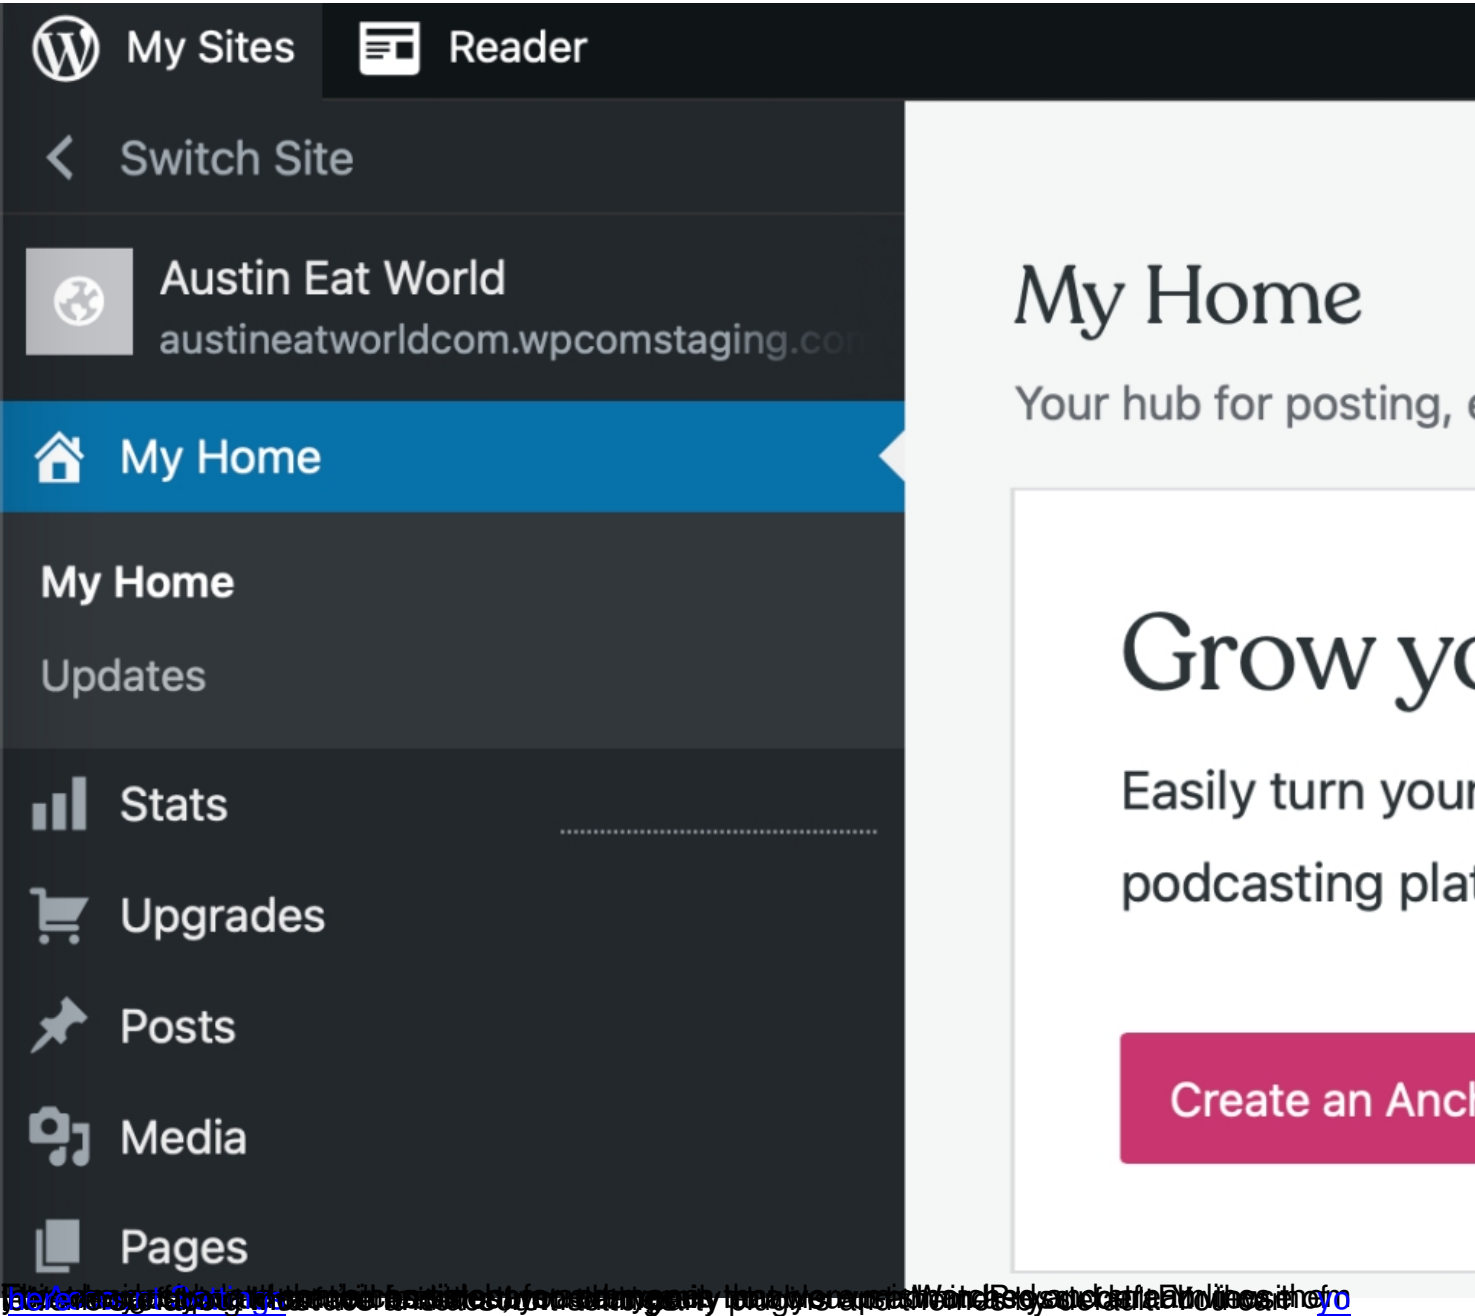 My Sites
Reader
Switch Site
Austin Eat World
austineatworldcom.wpcomstaging.co
My Home
My Home
Updates
Stats
Upgrades
Posts
Media
Pages
My Home
Your hub for posting,
Grow yo
Easily turn your
podcasting plat
Create an Anch